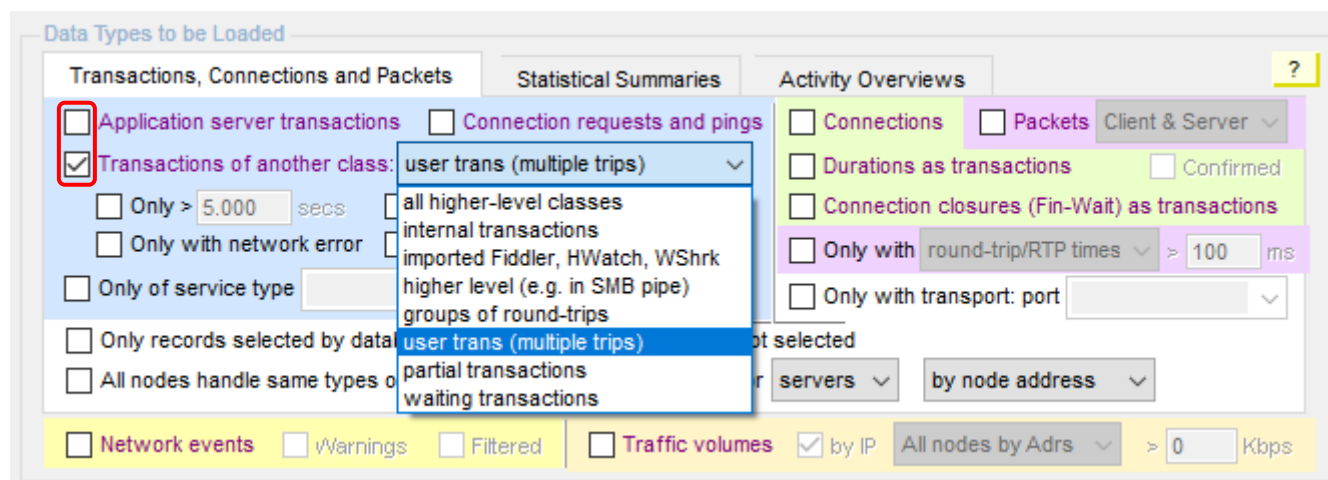 Data Types to be Loaded
Transactions, Connections and Packets
Statistical Summaries
Activity Overviews
?
Application server transactions
Connection requests and pings
Connections
Packets
Client & Server
Transactions of another class:
user trans (multiple trips)
Durations as transactions
Confirmed
Only > 5.000 secs
all higher-level classes
Connection closures (Fin-Wait) as transactions
internal transactions
Only with network error
imported Fiddler, HWatch, WShrk
Only with round-trip/RTP times > 100 ms
Only of service type
higher level (e.g. in SMB pipe)
Only with transport: port
groups of round-trips
Only records selected by
user trans (multiple trips)
selected
partial transactions
All nodes handle same types
servers
by node address
waiting transactions
Network events
Warnings
Filtered
Traffic volumes
by IP
All nodes by Adrs
> 0 Kbps